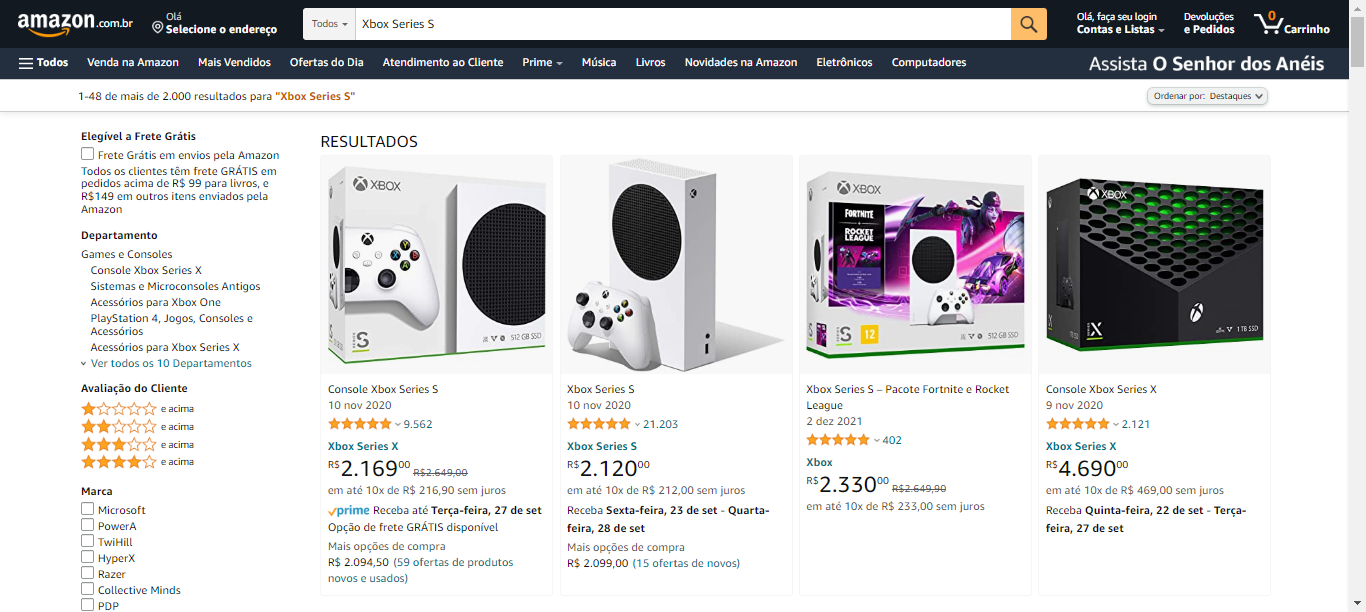 amazon.com.br
Olá
Selecione o endereço
Todos
Xbox Series S
Olá, faça seu login
Contas e Listas
Devoluções
e Pedidos
0
Carrinho
Todos
Venda na Amazon
Mais Vendidos
Ofertas do Dia
Atendimento ao Cliente
Prime
Música
Livros
Novidades na Amazon
Eletrônicos
Computadores
Assista O Senhor dos Anéis
1-48 de mais de 2.000 resultados para "Xbox Series S"
Ordenar por: Destaques
Elegível a Frete Grátis
Frete Grátis em envios pela Amazon
Todos os clientes têm frete GRÁTIS em
pedidos acima de R$ 99 para livros, e
R$149 em outros itens enviados pela
Amazon
Departamento
Games e Consoles
Console Xbox Series X
Sistemas e Microconsoles Antigos
Acessórios para Xbox One
PlayStation 4, Jogos, Consoles e
Acessórios
Acessórios para Xbox Series X
Ver todos os 10 Departamentos
Avaliação do Cliente
e acima
e acima
e acima
e acima
Marca
Microsoft
PowerA
TwiHill
HyperX
Razer
Collective Minds
PDP
RESULTADOS
XBOX
SERIES S
512 GB SSD
Console Xbox Series S
10 nov 2020
9.562
Xbox Series X
R$2.16900 R$2.649,00
em até 10x de R$ 216,90 sem juros
prime Receba até Terça-feira, 27 de set
Opção de frete GRÁTIS disponível
Mais opções de compra
R$ 2.094,50 (59 ofertas de produtos
novos e usados)
Xbox Series S
10 nov 2020
21.203
Xbox Series S
R$2.12000
em até 10x de R$ 212,00 sem juros
Receba Sexta-feira, 23 de set - Quarta-
feira, 28 de set
Mais opções de compra
R$ 2.099,00 (15 ofertas de novos)
XBOX
FORTNITE
ROCKET
LEAGUE
SERIES S
12
512 GB SSD
Xbox Series S – Pacote Fortnite e Rocket
League
2 dez 2021
402
Xbox
R$2.33000 R$2.649,90
em até 10x de R$ 233,00 sem juros
XBOX
SERIES X
1 TB SSD
Console Xbox Series X
9 nov 2020
2.121
Xbox Series X
R$4.69000
em até 10x de R$ 469,00 sem juros
Receba Quinta-feira, 22 de set - Terça-
feira, 27 de set